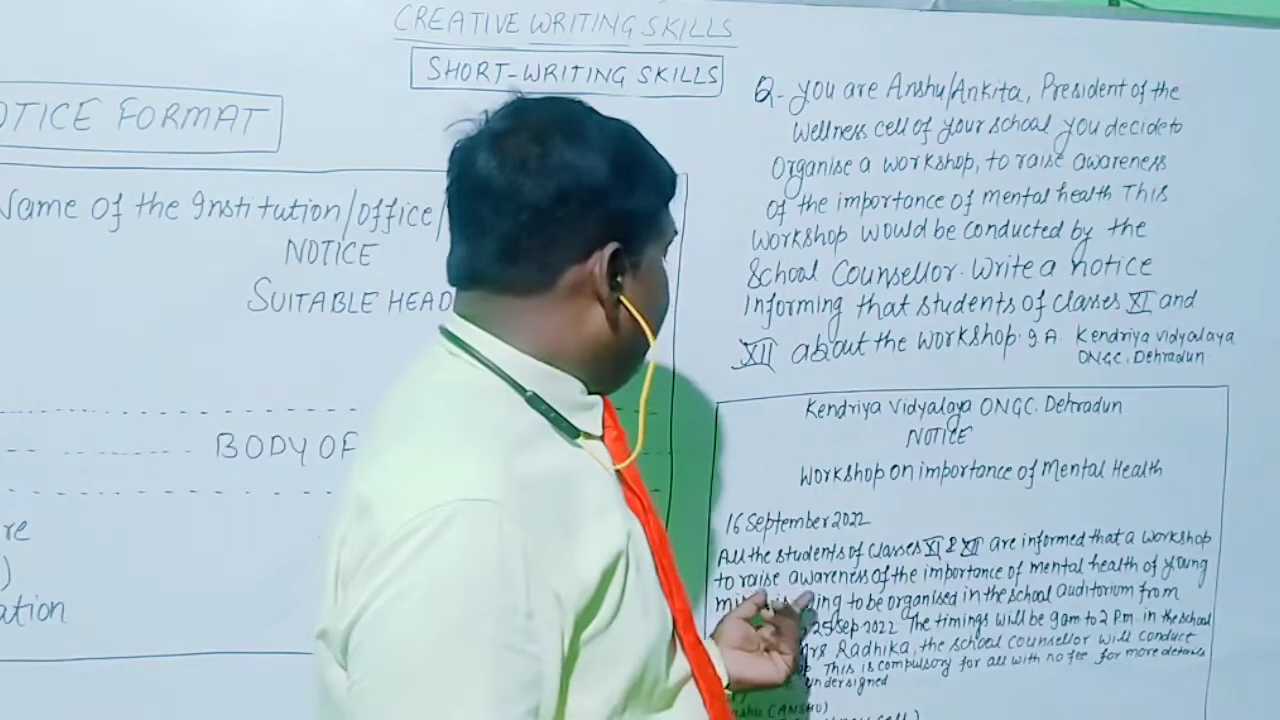 CREATIVE WRITING SKILLS
SHORT-WRITING SKILLS
OTICE FORMAT
Name of the Institution/office/
NOTICE
SUITABLE HEAD
BODY OF
re
)
ation
Q- you are Anshu/Ankita, President of the
Wellness cell of your school you decide to
Organise a workshop, to raise awareness
of the importance of mental health This
Workshop would be conducted by the
School Counsellor. Write a notice
Informing that students of classes XI and
XII about the workshop. g A. Kendriya Vidyalaya
ONGC. Dehradun
Kendriya Vidyalaya ONGC. Dehradun
NOTICE
Workshop on importance of Mental Health
16 September 2022
All the students of classes XI & XII are informed that a workshop
to raise awareness of the importance of mental health of young
to be organised in the school auditorium from
25 Sep 2022 The timings will be 9am to 2 P.m. in the school
Mrs Radhika, the school counsellor will conduct
This is compulsory for all with no fee for more details
undersigned
(ANSHU)
cell)